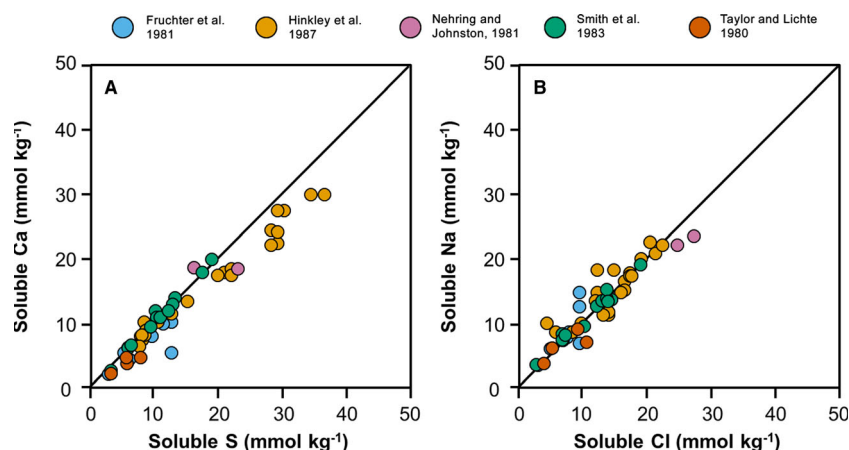 Fruchter et al.
1981
Hinkley et al.
1987
Nehring and
Johnston, 1981
Smith et al.
1983
Taylor and Lichte
1980
A
50
40
30
20
10
0
Soluble Ca (mmol kg⁻¹)
0 10 20 30 40 50
Soluble S (mmol kg⁻¹)
B
50
40
30
20
10
0
Soluble Na (mmol kg⁻¹)
0 10 20 30 40 50
Soluble Cl (mmol kg⁻¹)